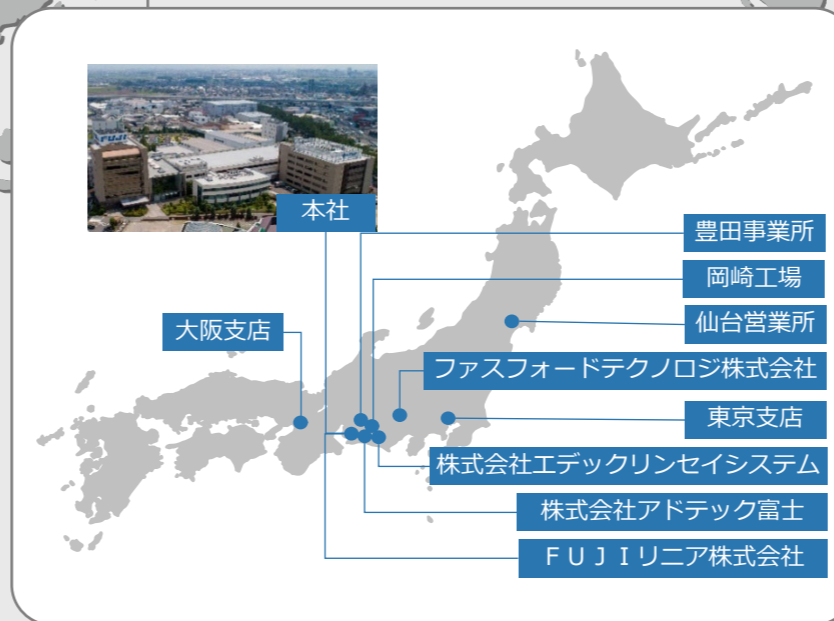 FUJI
本社
豊田事業所
岡崎工場
仙台営業所
大阪支店
ファスフォードテクノロジ株式会社
東京支店
株式会社エデックリンセイシステム
株式会社アドテック富士
ＦＵＪＩリニア株式会社